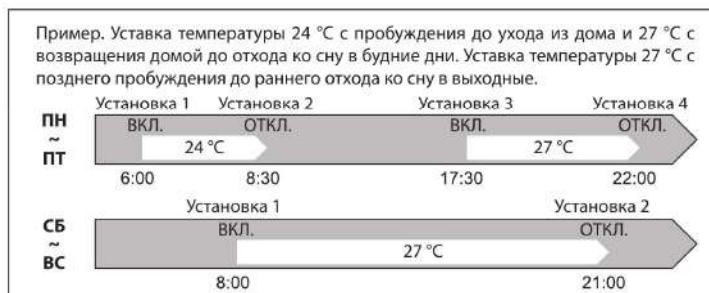 Пример. Уставка температуры 24 °C с пробуждения до ухода из дома и 27 °C с
возвращения домой до отхода ко сну в будние дни. Уставка температуры 27 °C с
позднего пробуждения до раннего отхода ко сну в выходные.
Установка 1 Установка 2 Установка 3 Установка 4
ПН ~ ПТ
ВКЛ. ОТКЛ. ВКЛ. ОТКЛ.
24 °C 27 °C
6:00 8:30 17:30 22:00
Установка 1 Установка 2
СБ ~ ВС
ВКЛ. ОТКЛ.
27 °C
8:00 21:00